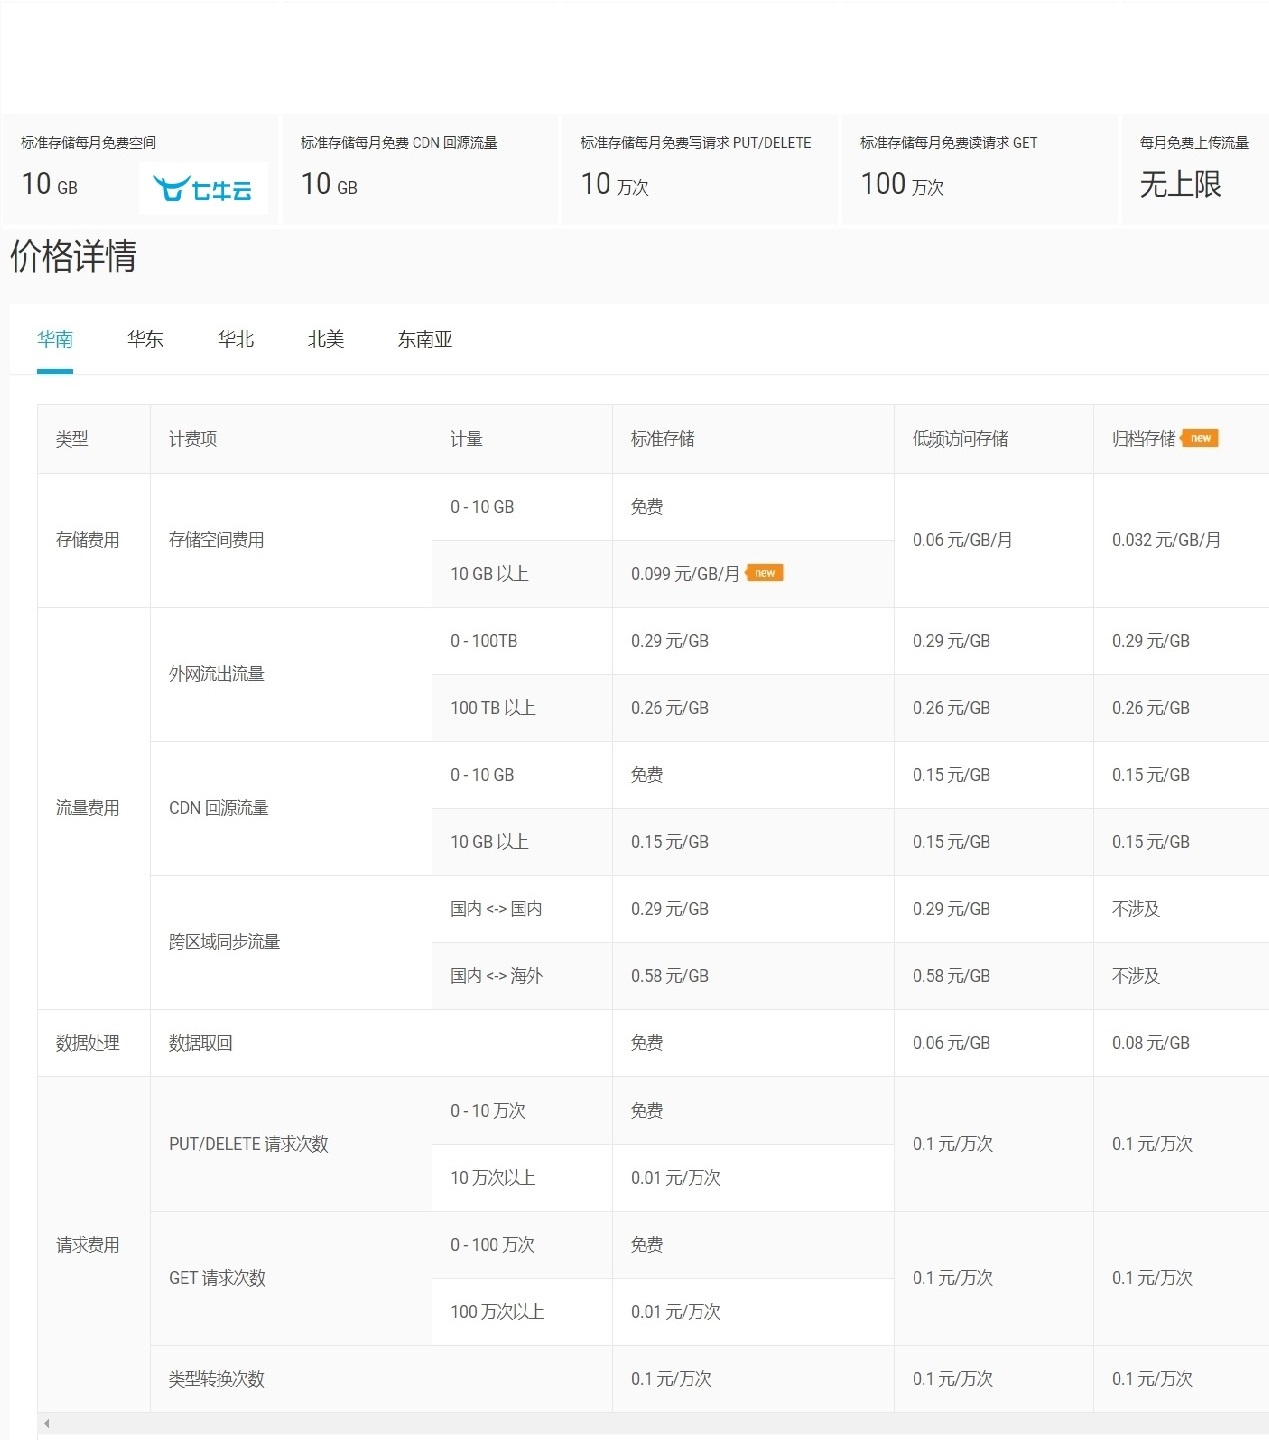 标准存储每月免费空间 标准存储每月免费 CDN 回源流量 标准存储每月免费写请求 PUT/DELETE 标准存储每月免费读请求 GET 每月免费上传流量
10 GB 七牛云 10 GB 10 万次 100 万次 无上限
价格详情
华南 华东 华北 北美 东南亚
类型 计费项 计量 标准存储 低频访问存储 归档存储 new
存储费用 存储空间费用 0 - 10 GB 免费 0.06 元/GB/月 0.032 元/GB/月
10 GB 以上 0.099 元/GB/月 new
流量费用 外网流出流量 0 - 100TB 0.29 元/GB 0.29 元/GB 0.29 元/GB
100 TB 以上 0.26 元/GB 0.26 元/GB 0.26 元/GB
CDN 回源流量 0 - 10 GB 免费 0.15 元/GB 0.15 元/GB
10 GB 以上 0.15 元/GB 0.15 元/GB 0.15 元/GB
跨区域同步流量 国内 <-> 国内 0.29 元/GB 0.29 元/GB 不涉及
国内 <-> 海外 0.58 元/GB 0.58 元/GB 不涉及
数据处理 数据取回 免费 0.06 元/GB 0.08 元/GB
请求费用 PUT/DELETE 请求次数 0 - 10 万次 免费 0.1 元/万次 0.1 元/万次
10 万次以上 0.01 元/万次
GET 请求次数 0 - 100 万次 免费 0.1 元/万次 0.1 元/万次
100 万次以上 0.01 元/万次
类型转换次数 0.1 元/万次 0.1 元/万次 0.1 元/万次